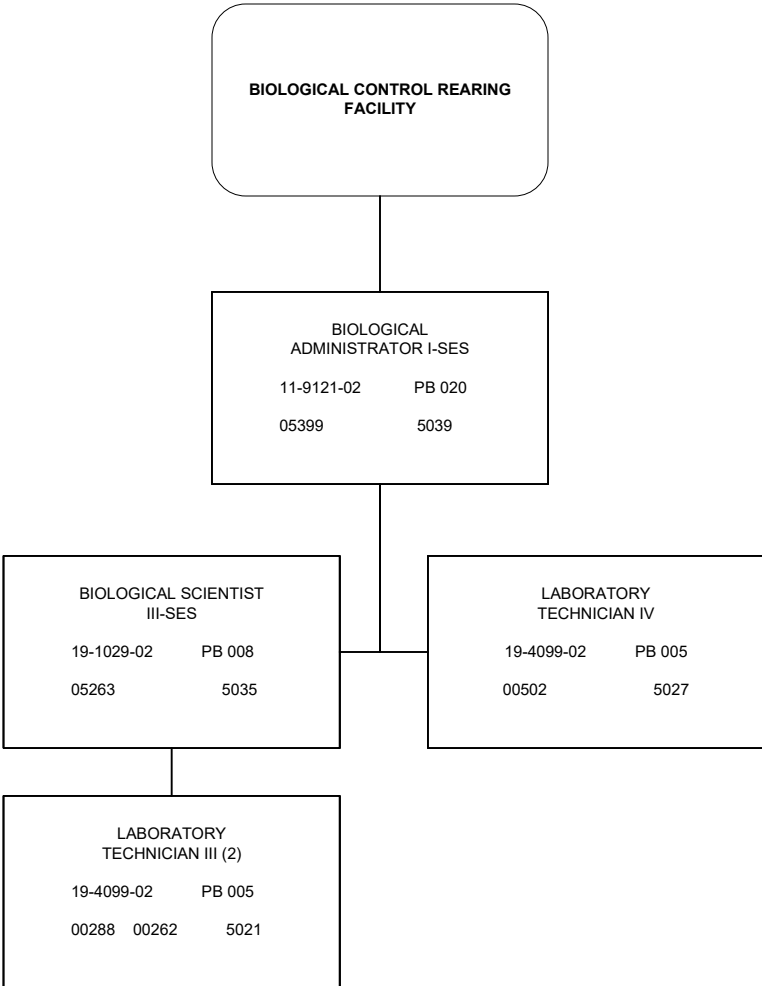 BIOLOGICAL CONTROL REARING
FACILITY
BIOLOGICAL
ADMINISTRATOR I-SES
11-9121-02 PB 020
05399 5039
BIOLOGICAL SCIENTIST
III-SES
19-1029-02 PB 008
05263 5035
LABORATORY
TECHNICIAN IV
19-4099-02 PB 005
00502 5027
LABORATORY
TECHNICIAN III (2)
19-4099-02 PB 005
00288 00262 5021